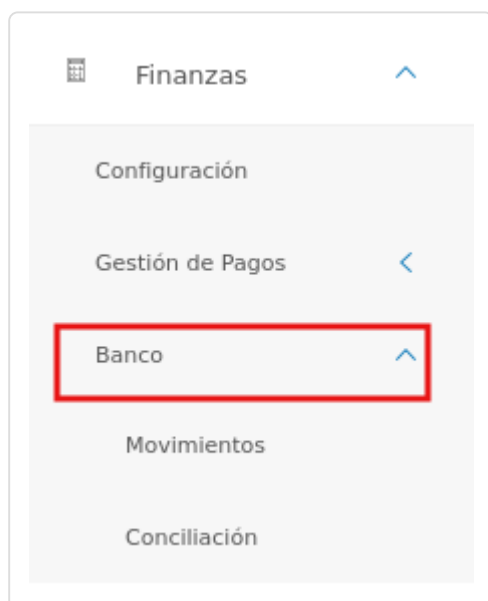 Finanzas
Configuración
Gestión de Pagos
Banco
Movimientos
Conciliación